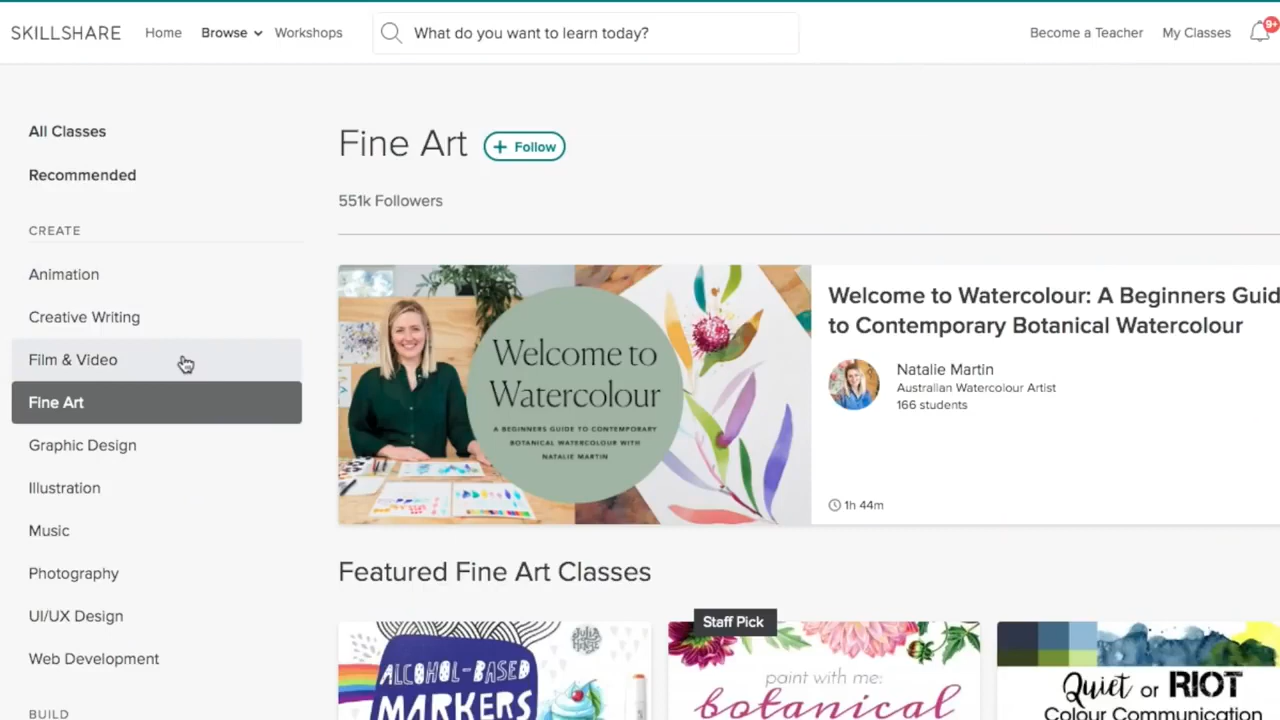 SKILLSHARE
Home
Browse
Workshops
What do you want to learn today?
Become a Teacher
My Classes
9+
All Classes
Recommended
CREATE
Animation
Creative Writing
Film & Video
Fine Art
Graphic Design
Illustration
Music
Photography
UI/UX Design
Web Development
BUILD
Fine Art
+ Follow
551k Followers
Welcome to
Watercolour
A BEGINNERS GUIDE TO CONTEMPORARY
BOTANICAL WATERCOLOUR WITH
NATALIE MARTIN
Welcome to Watercolour: A Beginners Guid
to Contemporary Botanical Watercolour
Natalie Martin
Australian Watercolour Artist
166 students
1h 44m
Featured Fine Art Classes
ALCOHOL-BASED
MARKERS
Staff Pick
paint with me:
botanical
Quiet or RIOT
Colour Communication